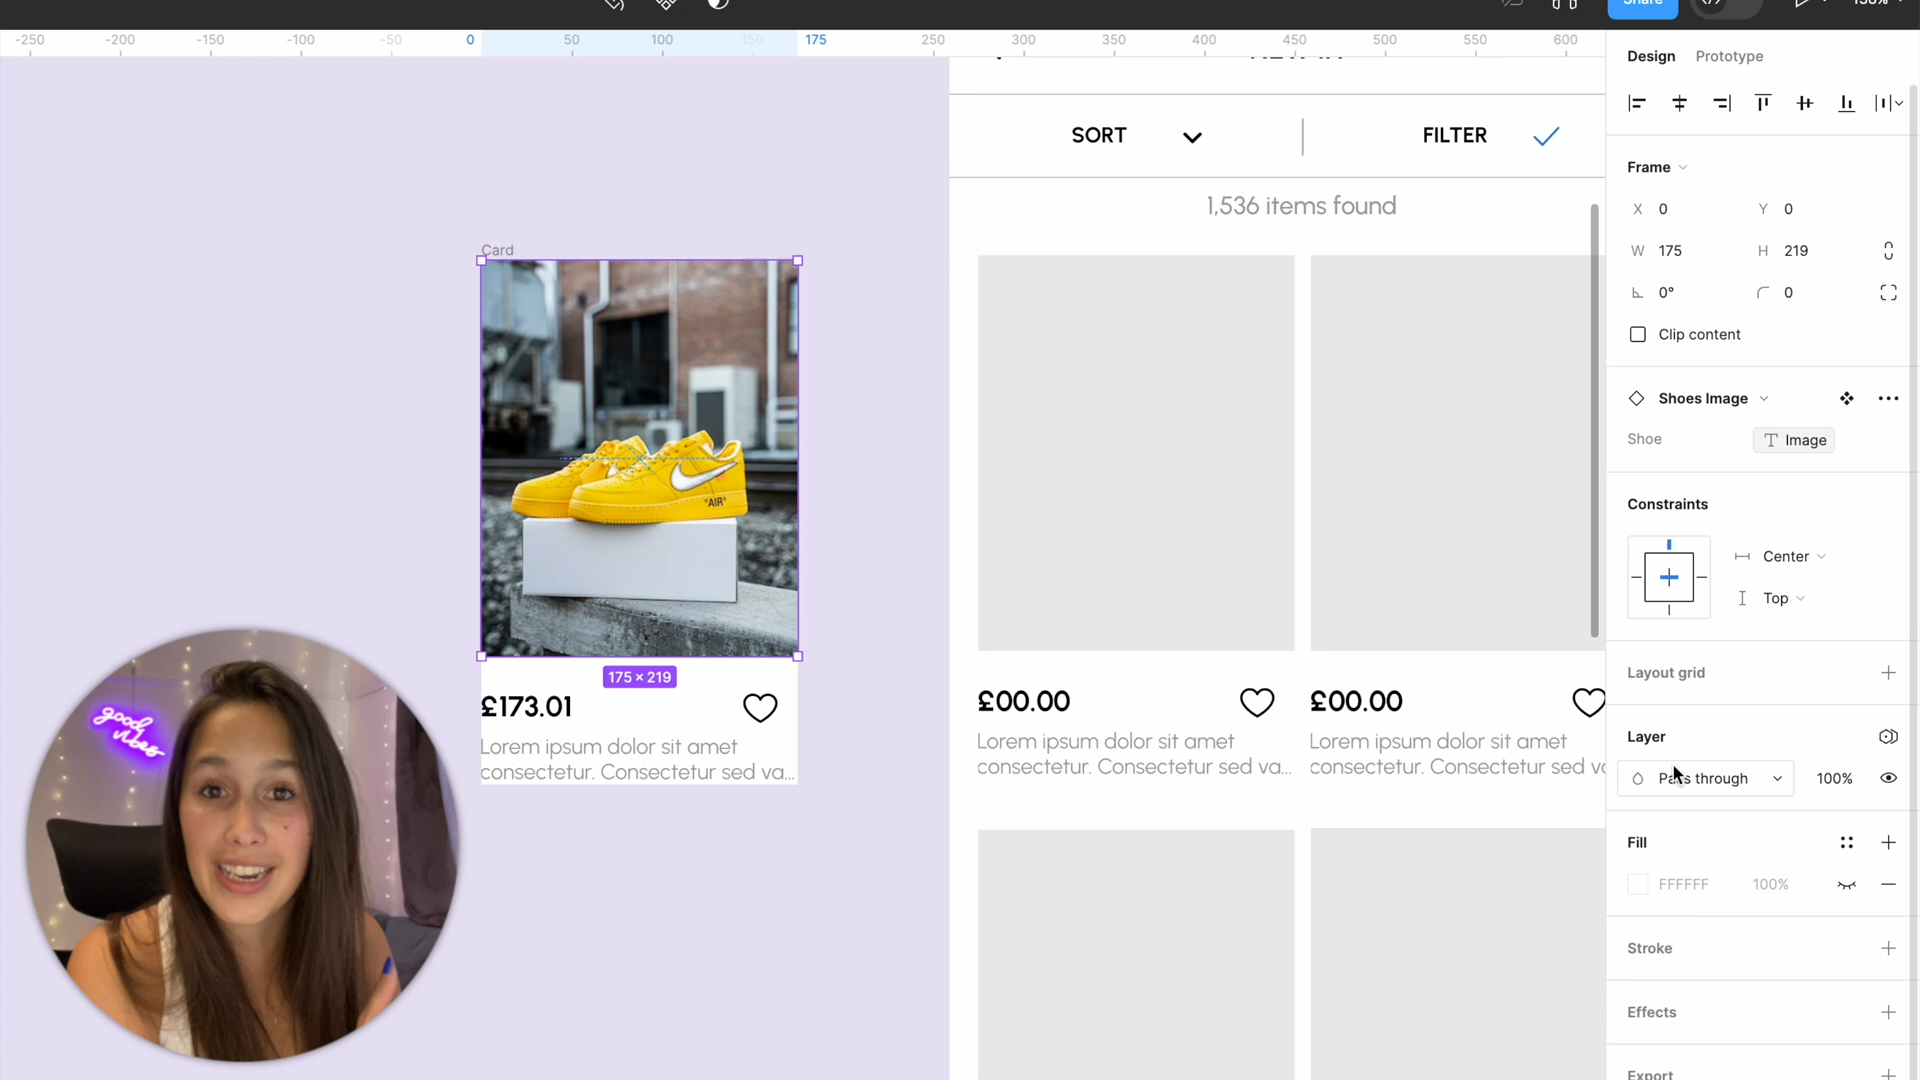 Share
-250 -200 -150 -100 -50 0 50 100 150 175 250 300 350 400 450 500 550 600
Design Prototype
SORT FILTER
Frame
1,536 items found
X 0 Y 0
Card
W 175 H 219
0° 0
Clip content
Shoes Image
Shoe Image
"AIR"
Constraints
Center
Top
175 × 219
Layout grid
£173.01
£00.00
£00.00
good
vibes
Lorem ipsum dolor sit amet
consectetur. Consectetur sed va...
Lorem ipsum dolor sit amet
consectetur. Consectetur sed va...
Lorem ipsum dolor sit amet
consectetur. Consectetur sed va
Layer
Pass through 100%
Fill
FFFFFF 100%
Stroke
Effects
Export